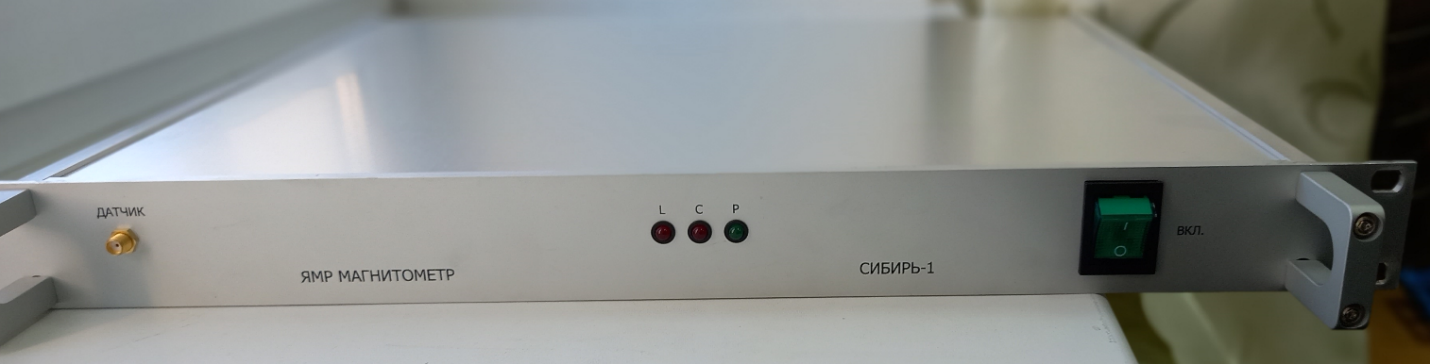 ДАТЧИК
ЯМР МАГНИТОМЕТР
L C P
СИБИРЬ-1
ВКЛ.